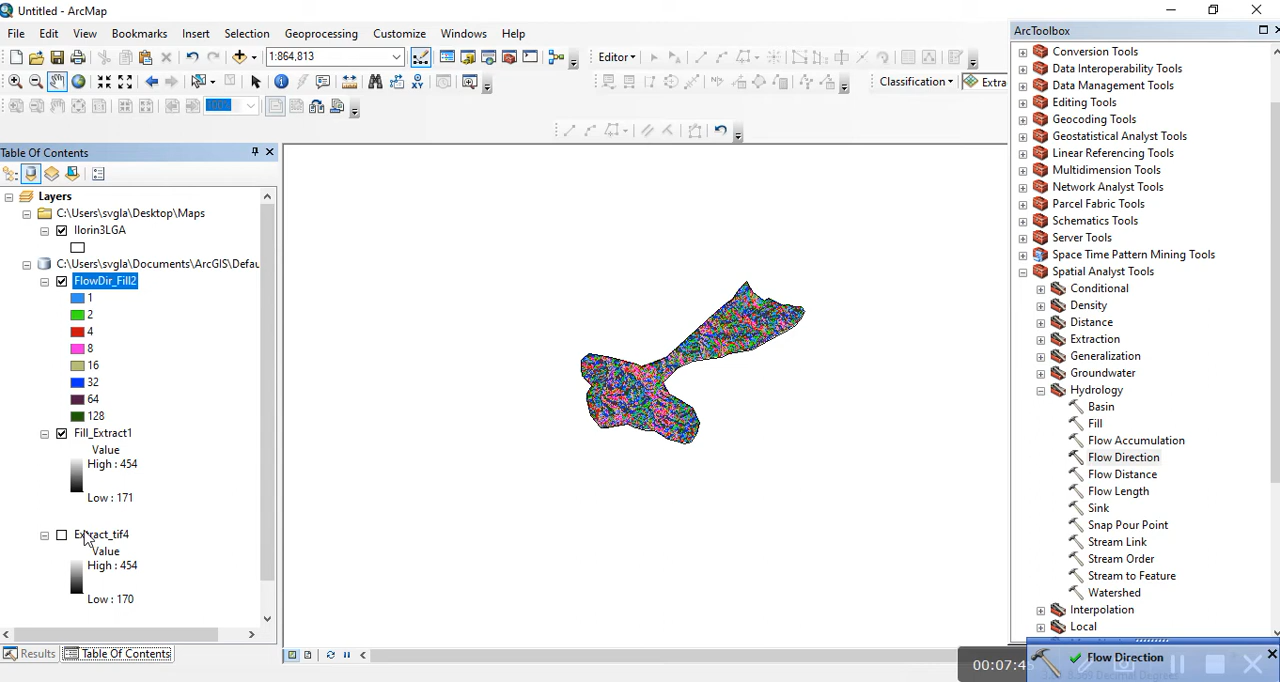 Untitled - ArcMap
File Edit View Bookmarks Insert Selection Geoprocessing Customize Windows Help
1:864,813
Editor
Classification
Extra
100%
Table Of Contents
Layers
C:\Users\svgla\Desktop\Maps
Ilorin3LGA
C:\Users\svgla\Documents\ArcGIS\Defau
FlowDir_Fill2
1
2
4
8
16
32
64
128
Fill_Extract1
Value
High : 454
Low : 171
Extract_tif4
Value
High : 454
Low : 170
Results Table Of Contents
ArcToolbox
Conversion Tools
Data Interoperability Tools
Data Management Tools
Editing Tools
Geocoding Tools
Geostatistical Analyst Tools
Linear Referencing Tools
Multidimension Tools
Network Analyst Tools
Parcel Fabric Tools
Schematics Tools
Server Tools
Space Time Pattern Mining Tools
Spatial Analyst Tools
Conditional
Density
Distance
Extraction
Generalization
Groundwater
Hydrology
Basin
Fill
Flow Accumulation
Flow Direction
Flow Distance
Flow Length
Sink
Snap Pour Point
Stream Link
Stream Order
Stream to Feature
Watershed
Interpolation
Local
Flow Direction
Decimal Degrees